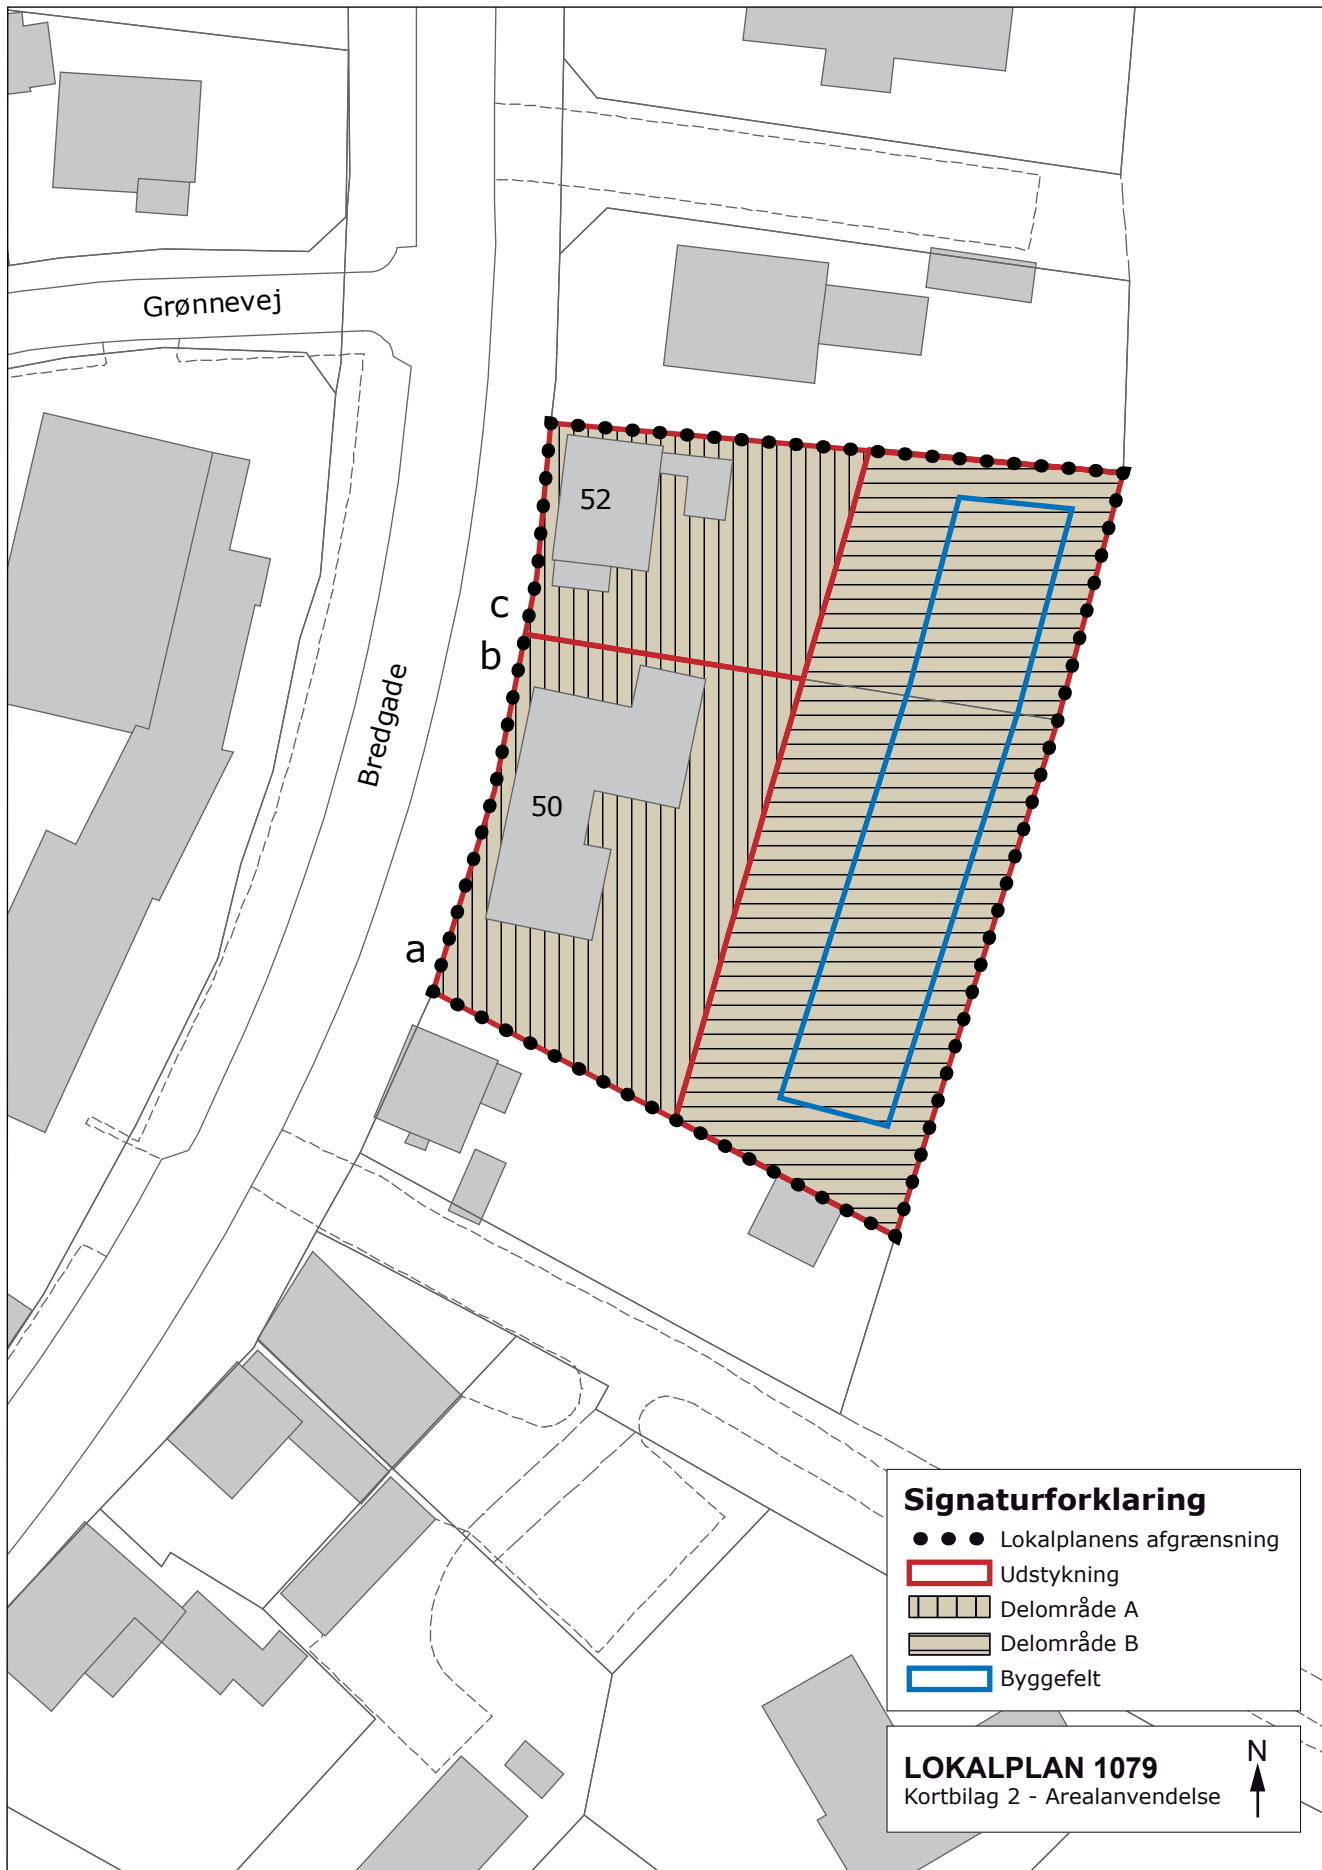 Grønnevej
52
c
b
Bredgade
50
a
Signaturforklaring
Lokalplanens afgrænsning
Udstykning
Delområde A
Delområde B
Byggefelt
N
LOKALPLAN 1079
Kortbilag 2 - Arealanvendelse